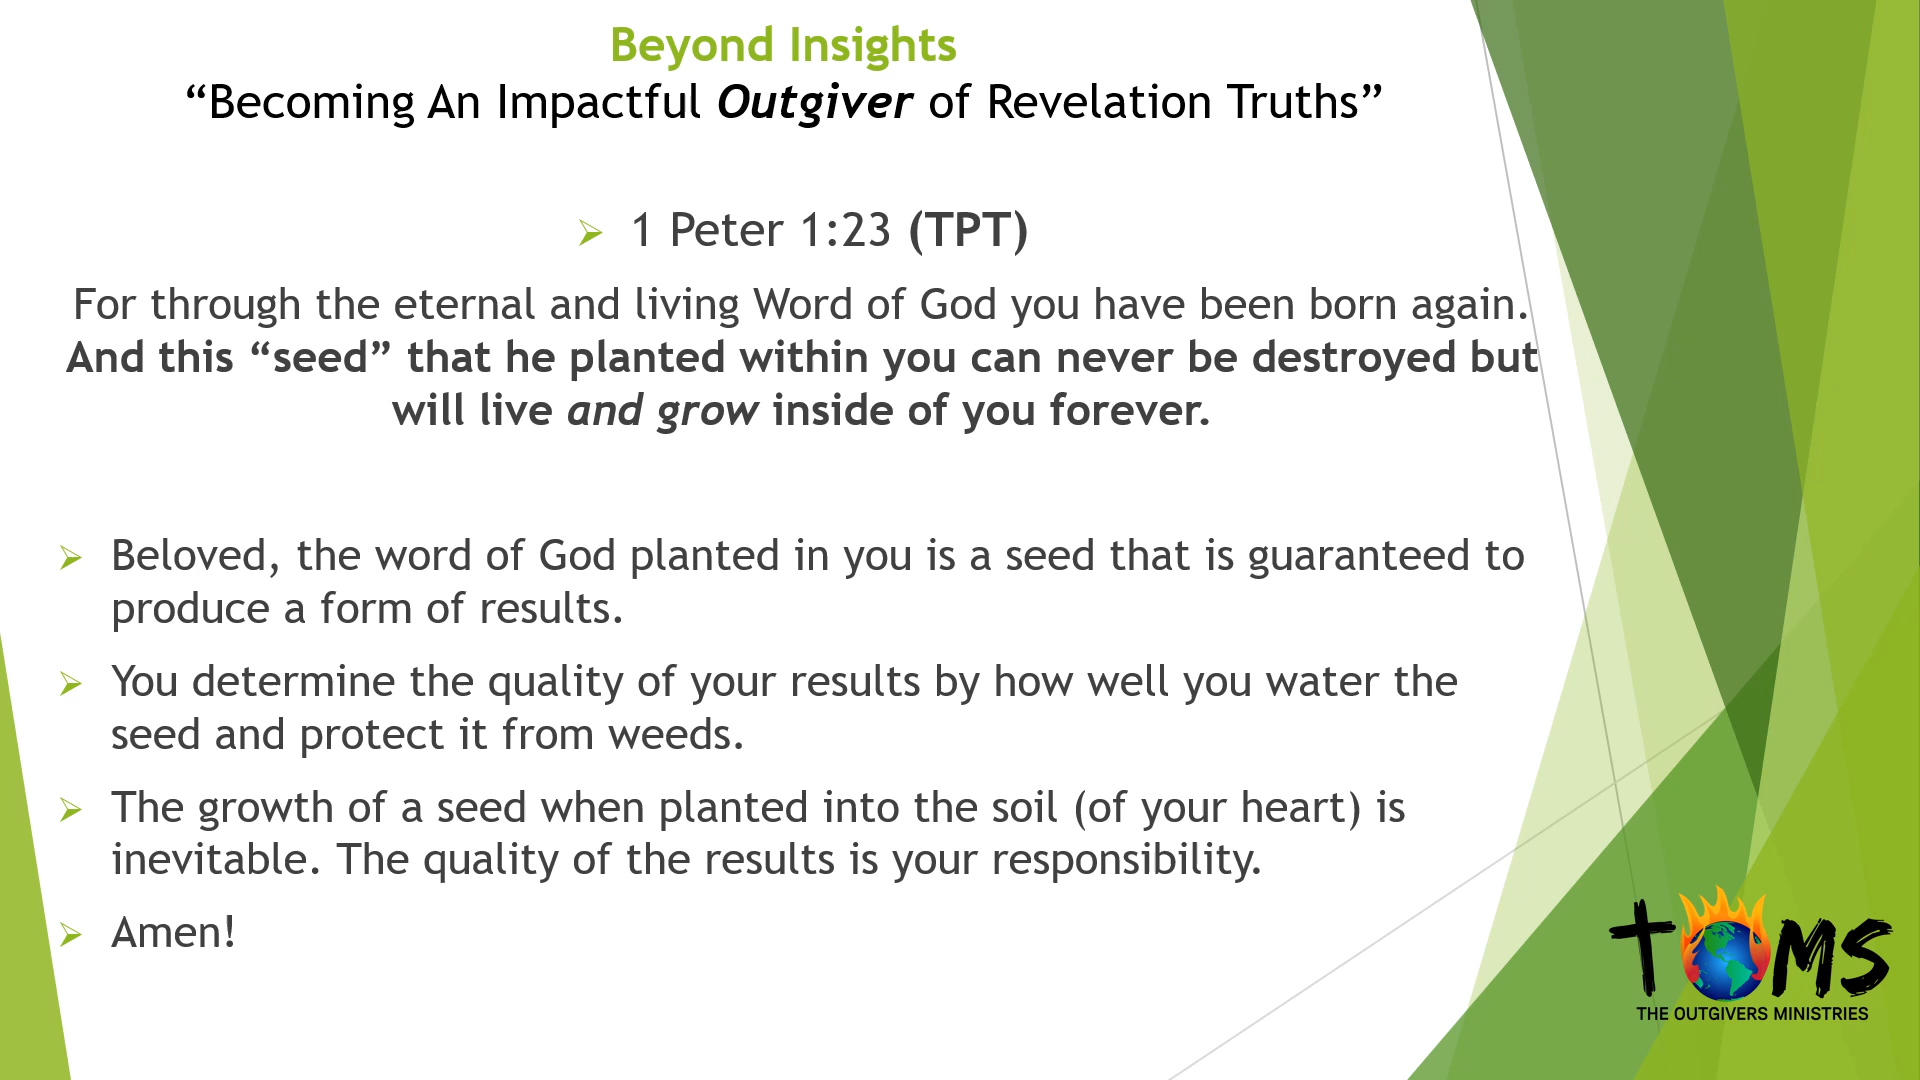 Beyond Insights
“Becoming An Impactful Outgiver of Revelation Truths”
1 Peter 1:23 (TPT)
For through the eternal and living Word of God you have been born again.
And this “seed” that he planted within you can never be destroyed but
will live and grow inside of you forever.
Beloved, the word of God planted in you is a seed that is guaranteed to
produce a form of results.
You determine the quality of your results by how well you water the
seed and protect it from weeds.
The growth of a seed when planted into the soil (of your heart) is
inevitable. The quality of the results is your responsibility.
Amen!
TOMS
THE OUTGIVERS MINISTRIES